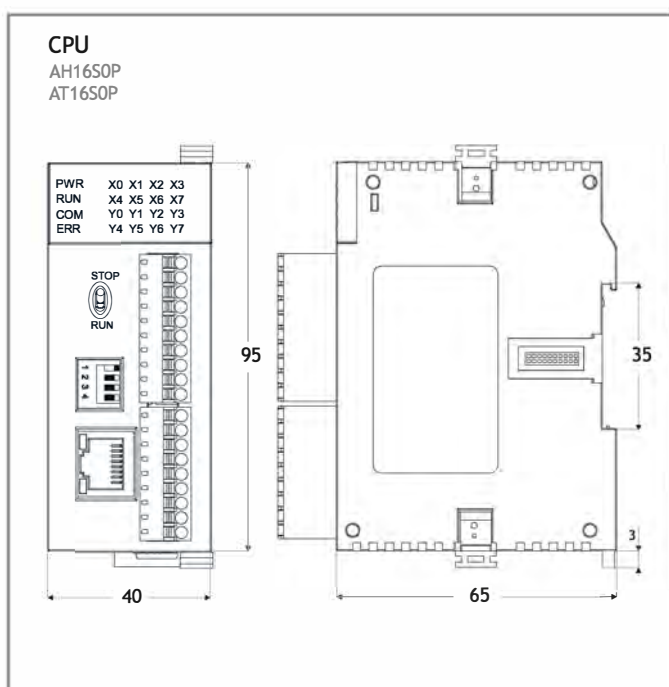 CPU
AH16S0P
AT16S0P
PWR X0 X1 X2 X3
RUN X4 X5 X6 X7
COM Y0 Y1 Y2 Y3
ERR Y4 Y5 Y6 Y7
STOP
RUN
1
2
3
4
95
35
3
40
65